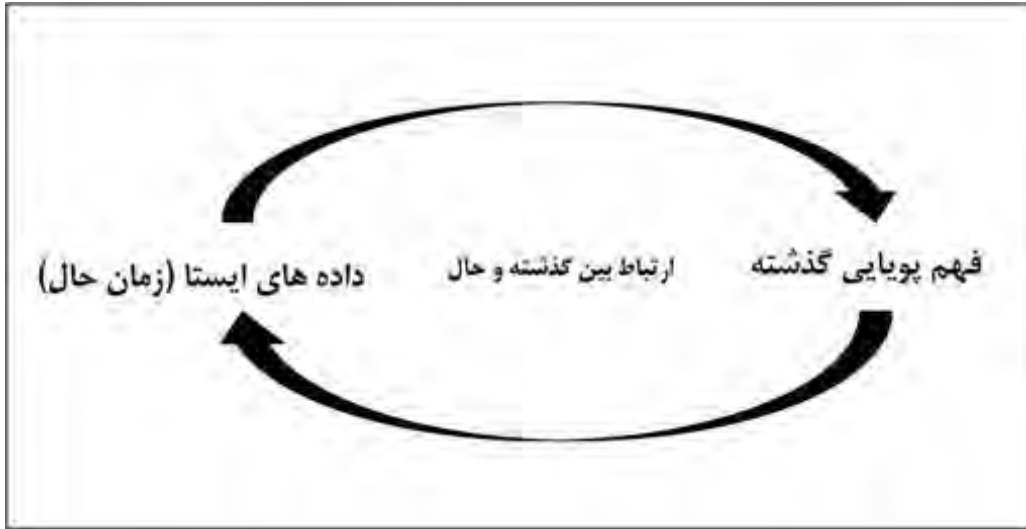 فهم پویایی گذشته
ارتباط بین گذشته و حال
داده های ایستا (زمان حال)